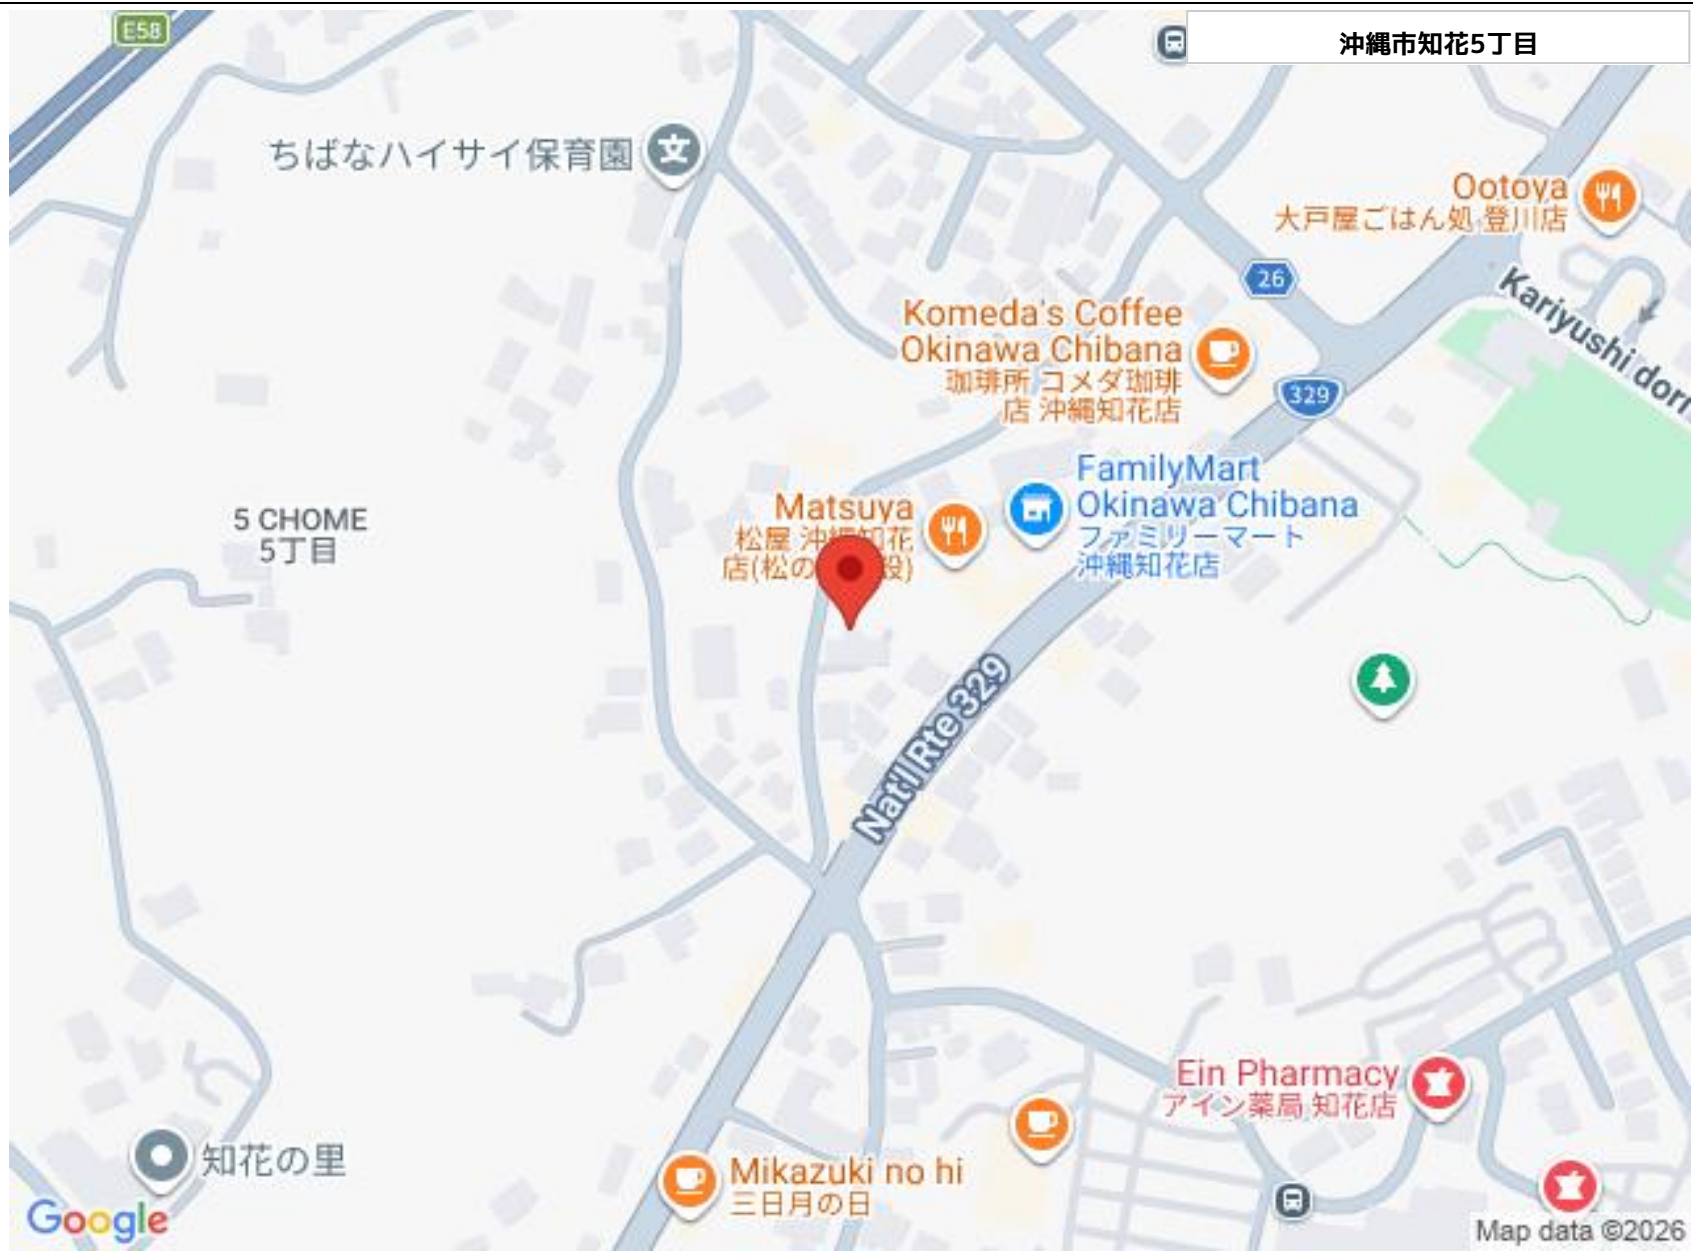 E58
沖縄市知花5丁目
ちばなハイサイ保育園
Ootoya
大戸屋ごはん処 登川店
26
Kariyushi dori
Komeda's Coffee
Okinawa Chibana
珈琲所 コメダ珈琲
店 沖縄知花店
329
FamilyMart
Okinawa Chibana
ファミリーマート
沖縄知花店
Matsuya
松屋 沖縄知花
店(松の
設)
5 CHOME
5丁目
Nat'l Rte 329
Ein Pharmacy
アイン薬局 知花店
知花の里
Mikazuki no hi
三日月の日
Google
Map data ©2026